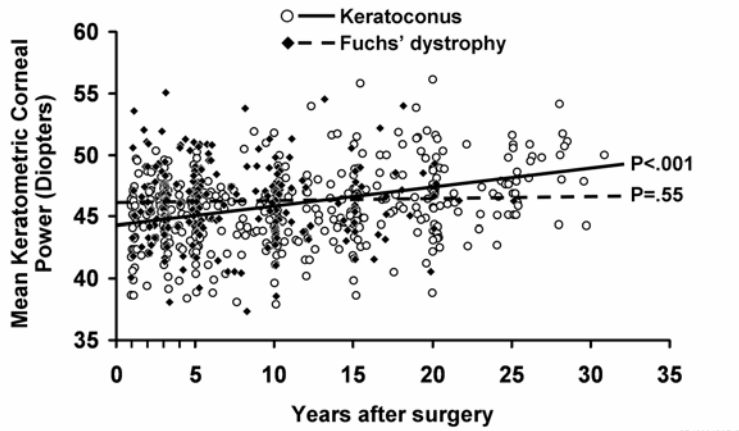 Keratoconus
Fuchs' dystrophy
60
55
50
45
40
35
P<.001
P=.55
0 5 10 15 20 25 30 35
Years after surgery
Mean Keratometric Corneal
Power (Diopters)